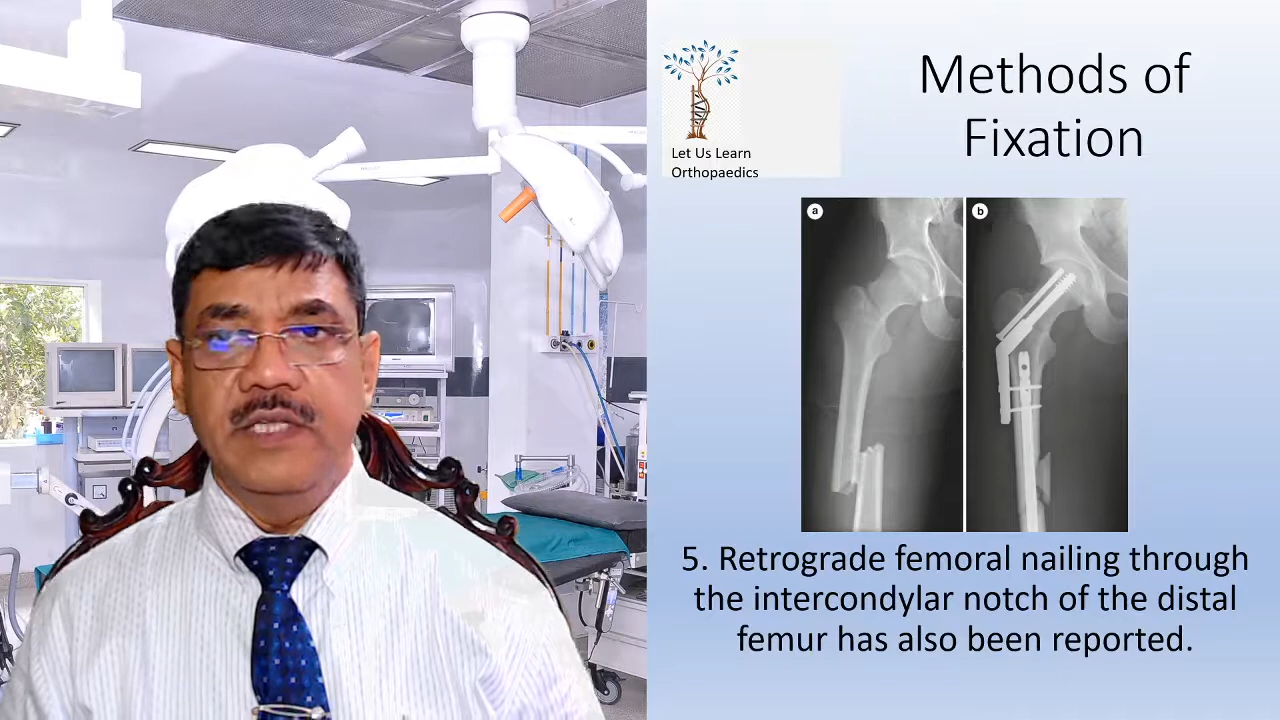 Let Us Learn
Orthopaedics
Methods of
Fixation
a
b
5. Retrograde femoral nailing through
the intercondylar notch of the distal
femur has also been reported.